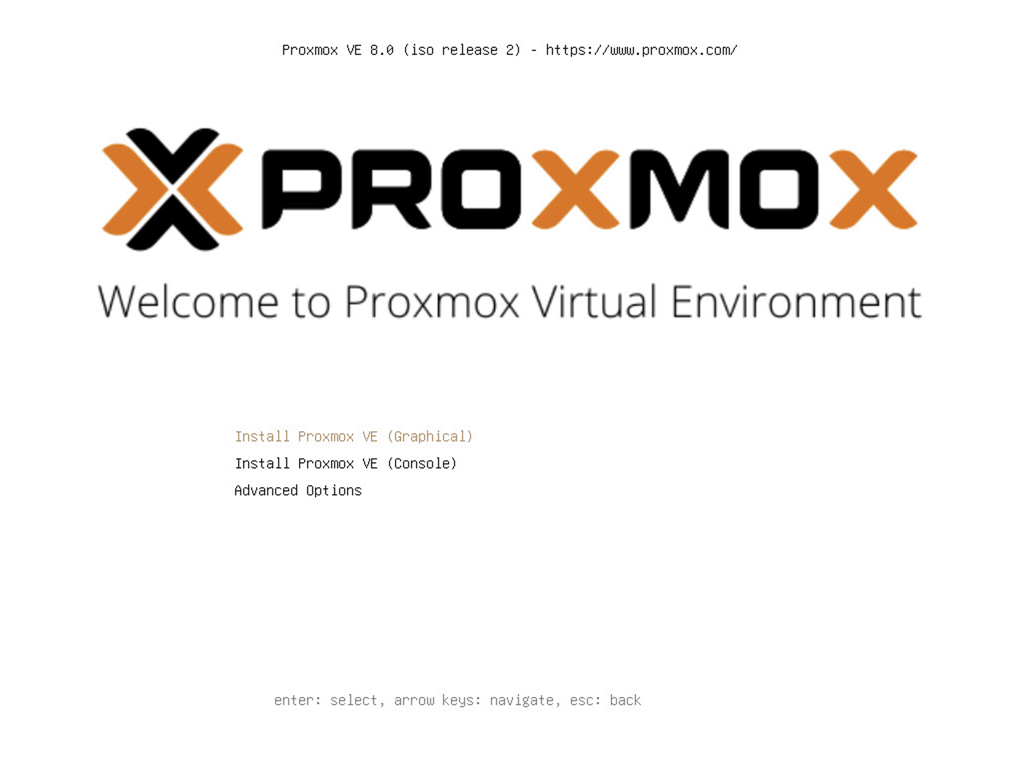 Proxmox VE 8.0 (iso release 2) - https://www.proxmox.com/
PROXMOX
Welcome to Proxmox Virtual Environment
Install Proxmox VE (Graphical)
Install Proxmox VE (Console)
Advanced Options
enter: select, arrow keys: navigate, esc: back